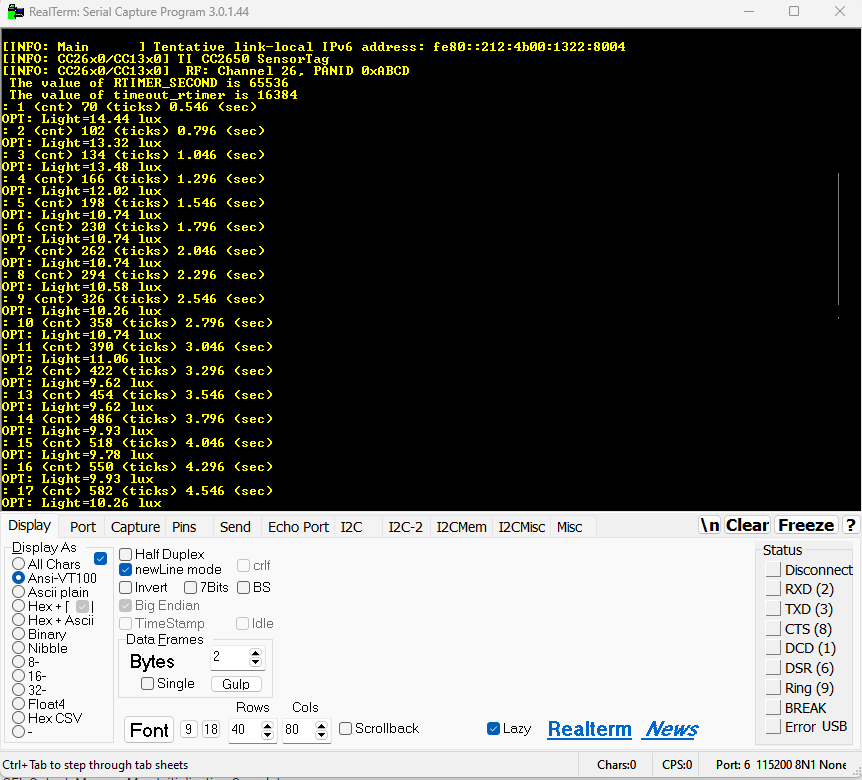 RealTerm: Serial Capture Program 3.0.1.44
[INFO: Main      ] Tentative link-local IPv6 address: fe80::212:4b00:1322:8004
[INFO: CC26x0/CC13x0] TI CC2650 SensorTag
[INFO: CC26x0/CC13x0]  RF: Channel 26, PANID 0xABCD
The value of RTIMER_SECOND is 65536
The value of timeout_rtimer is 16384
: 1 (cnt) 70 (ticks) 0.546 (sec)
OPT: Light=14.44 lux
: 2 (cnt) 102 (ticks) 0.796 (sec)
OPT: Light=13.32 lux
: 3 (cnt) 134 (ticks) 1.046 (sec)
OPT: Light=13.48 lux
: 4 (cnt) 166 (ticks) 1.296 (sec)
OPT: Light=12.02 lux
: 5 (cnt) 198 (ticks) 1.546 (sec)
OPT: Light=10.74 lux
: 6 (cnt) 230 (ticks) 1.796 (sec)
OPT: Light=10.74 lux
: 7 (cnt) 262 (ticks) 2.046 (sec)
OPT: Light=10.74 lux
: 8 (cnt) 294 (ticks) 2.296 (sec)
OPT: Light=10.58 lux
: 9 (cnt) 326 (ticks) 2.546 (sec)
OPT: Light=10.26 lux
: 10 (cnt) 358 (ticks) 2.796 (sec)
OPT: Light=10.74 lux
: 11 (cnt) 390 (ticks) 3.046 (sec)
OPT: Light=11.06 lux
: 12 (cnt) 422 (ticks) 3.296 (sec)
OPT: Light=9.62 lux
: 13 (cnt) 454 (ticks) 3.546 (sec)
OPT: Light=9.62 lux
: 14 (cnt) 486 (ticks) 3.796 (sec)
OPT: Light=9.93 lux
: 15 (cnt) 518 (ticks) 4.046 (sec)
OPT: Light=9.78 lux
: 16 (cnt) 550 (ticks) 4.296 (sec)
OPT: Light=9.93 lux
: 17 (cnt) 582 (ticks) 4.546 (sec)
OPT: Light=10.26 lux
Display Port Capture Pins Send Echo Port I2C I2C-2 I2CMem I2CMisc Misc \n Clear Freeze ?
Display As
All Chars
Ansi-VT100
Ascii plain
Hex + [ ]
Hex + Ascii
Binary
Nibble
8-
16-
32-
Float4
Hex CSV
-
Half Duplex
newLine mode crlf
Invert 7Bits BS
Big Endian
TimeStamp Idle
Data Frames
Bytes 2
Single Gulp
Rows Cols
Font 9 18 40 80 Scrollback Lazy Realterm News
Status
Disconnect
RXD (2)
TXD (3)
CTS (8)
DCD (1)
DSR (6)
Ring (9)
BREAK
Error USB
Ctrl+Tab to step through tab sheets Chars:0 CPS:0 Port: 6 115200 8N1 None